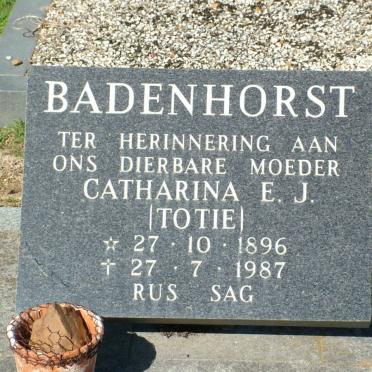 BADENHORST
TER HERINNERING AAN
ONS DIERBARE MOEDER
CATHARINA E. J.
(TOTIE)
☆ 27 · 10 · 1896
† 27 · 7 · 1987
RUS SAG